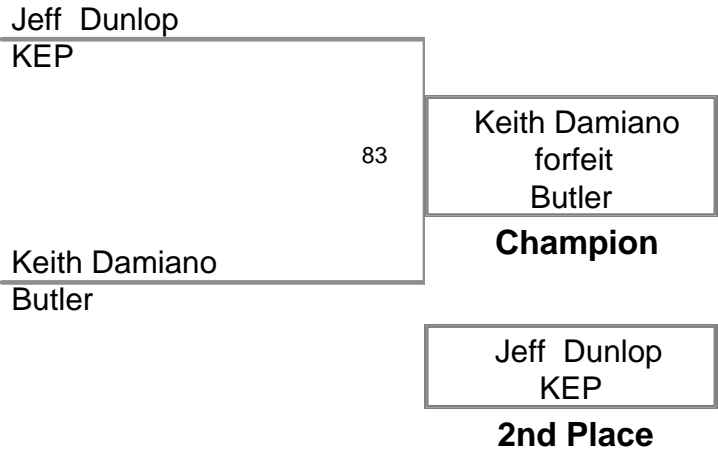 Jeff Dunlop
KEP
83
Keith Damiano
forfeit
Butler
Champion
Keith Damiano
Butler
Jeff Dunlop
KEP
2nd Place